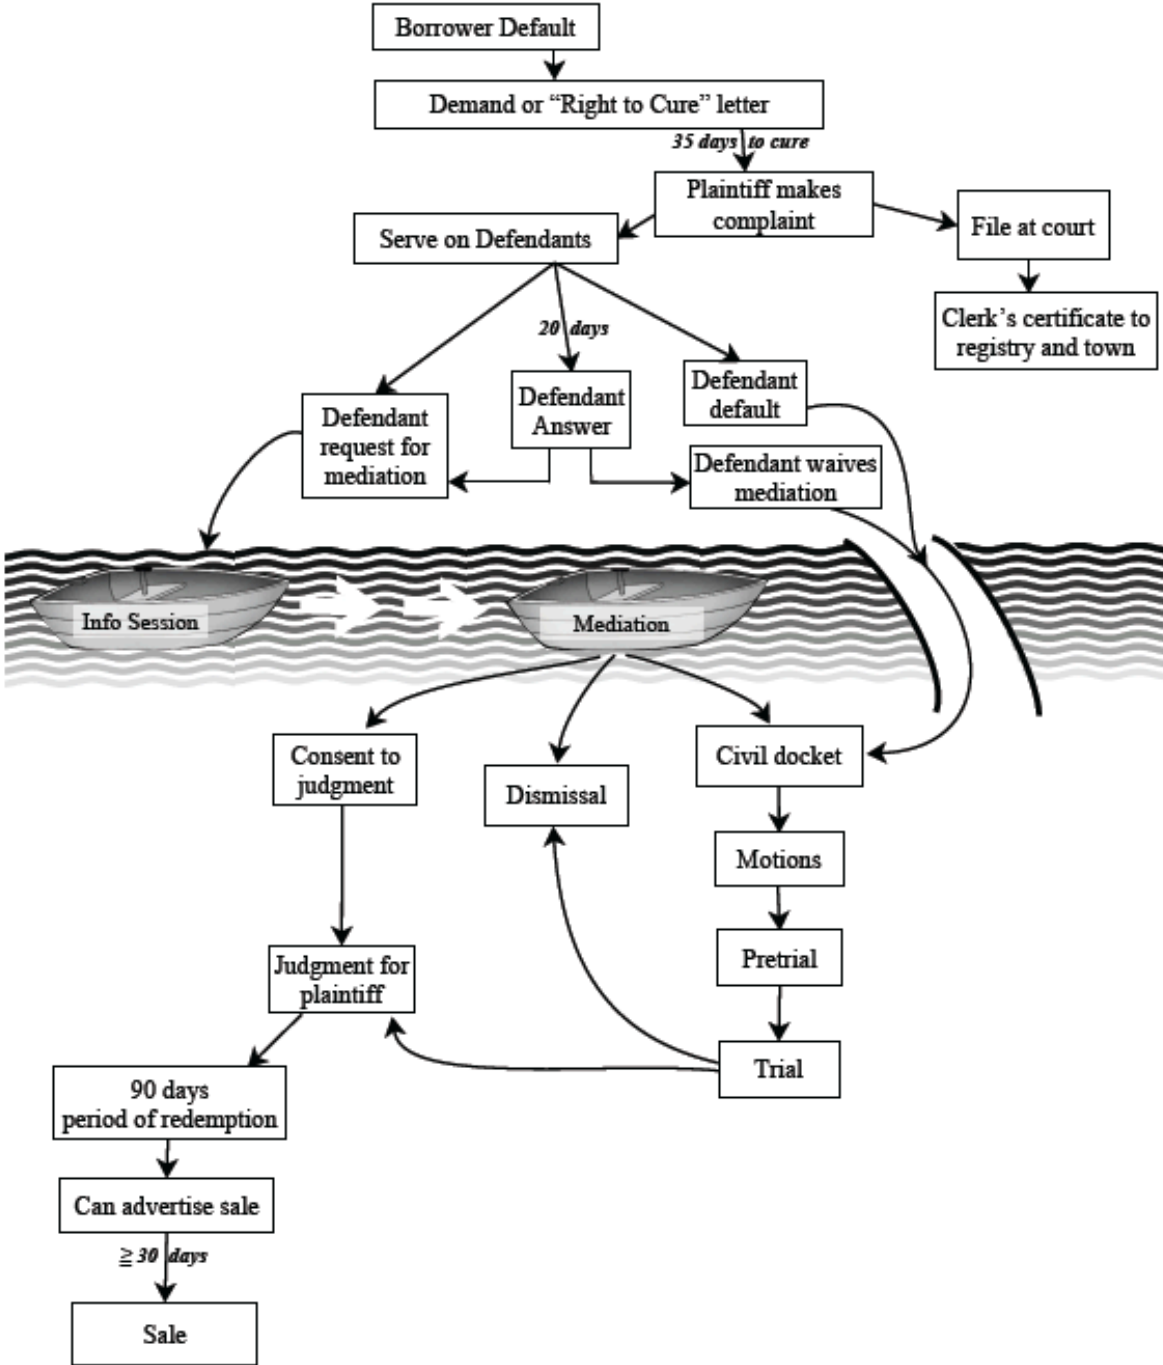 Borrower Default
Demand or “Right to Cure” letter
35 days to cure
Plaintiff makes
complaint
File at court
Serve on Defendants
Clerk’s certificate to
registry and town
20 days
Defendant
default
Defendant
Answer
Defendant
request for
mediation
Defendant waives
mediation
Info Session
Mediation
Consent to
judgment
Dismissal
Civil docket
Motions
Pretrial
Judgment for
plaintiff
Trial
90 days
period of redemption
Can advertise sale
≧ 30 days
Sale